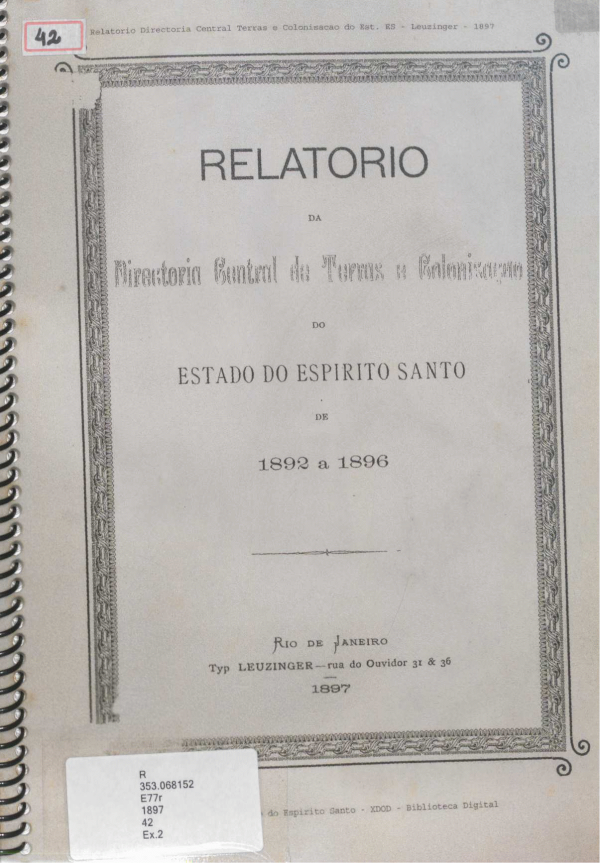 42
Relatorio Directoria Central Terras e Colonisacao do Est. ES - Leuzinger - 1897
RELATORIO
DA
Directoria Central de Terras e Colonisação
DO
ESTADO DO ESPIRITO SANTO
DE
1892 a 1896
RIO DE JANEIRO
Typ LEUZINGER—rua do Ouvidor 31 & 36
1897
R
353.068152
E77r
1897
42
Ex.2
do Espirito Santo - XDOD - Biblioteca Digital